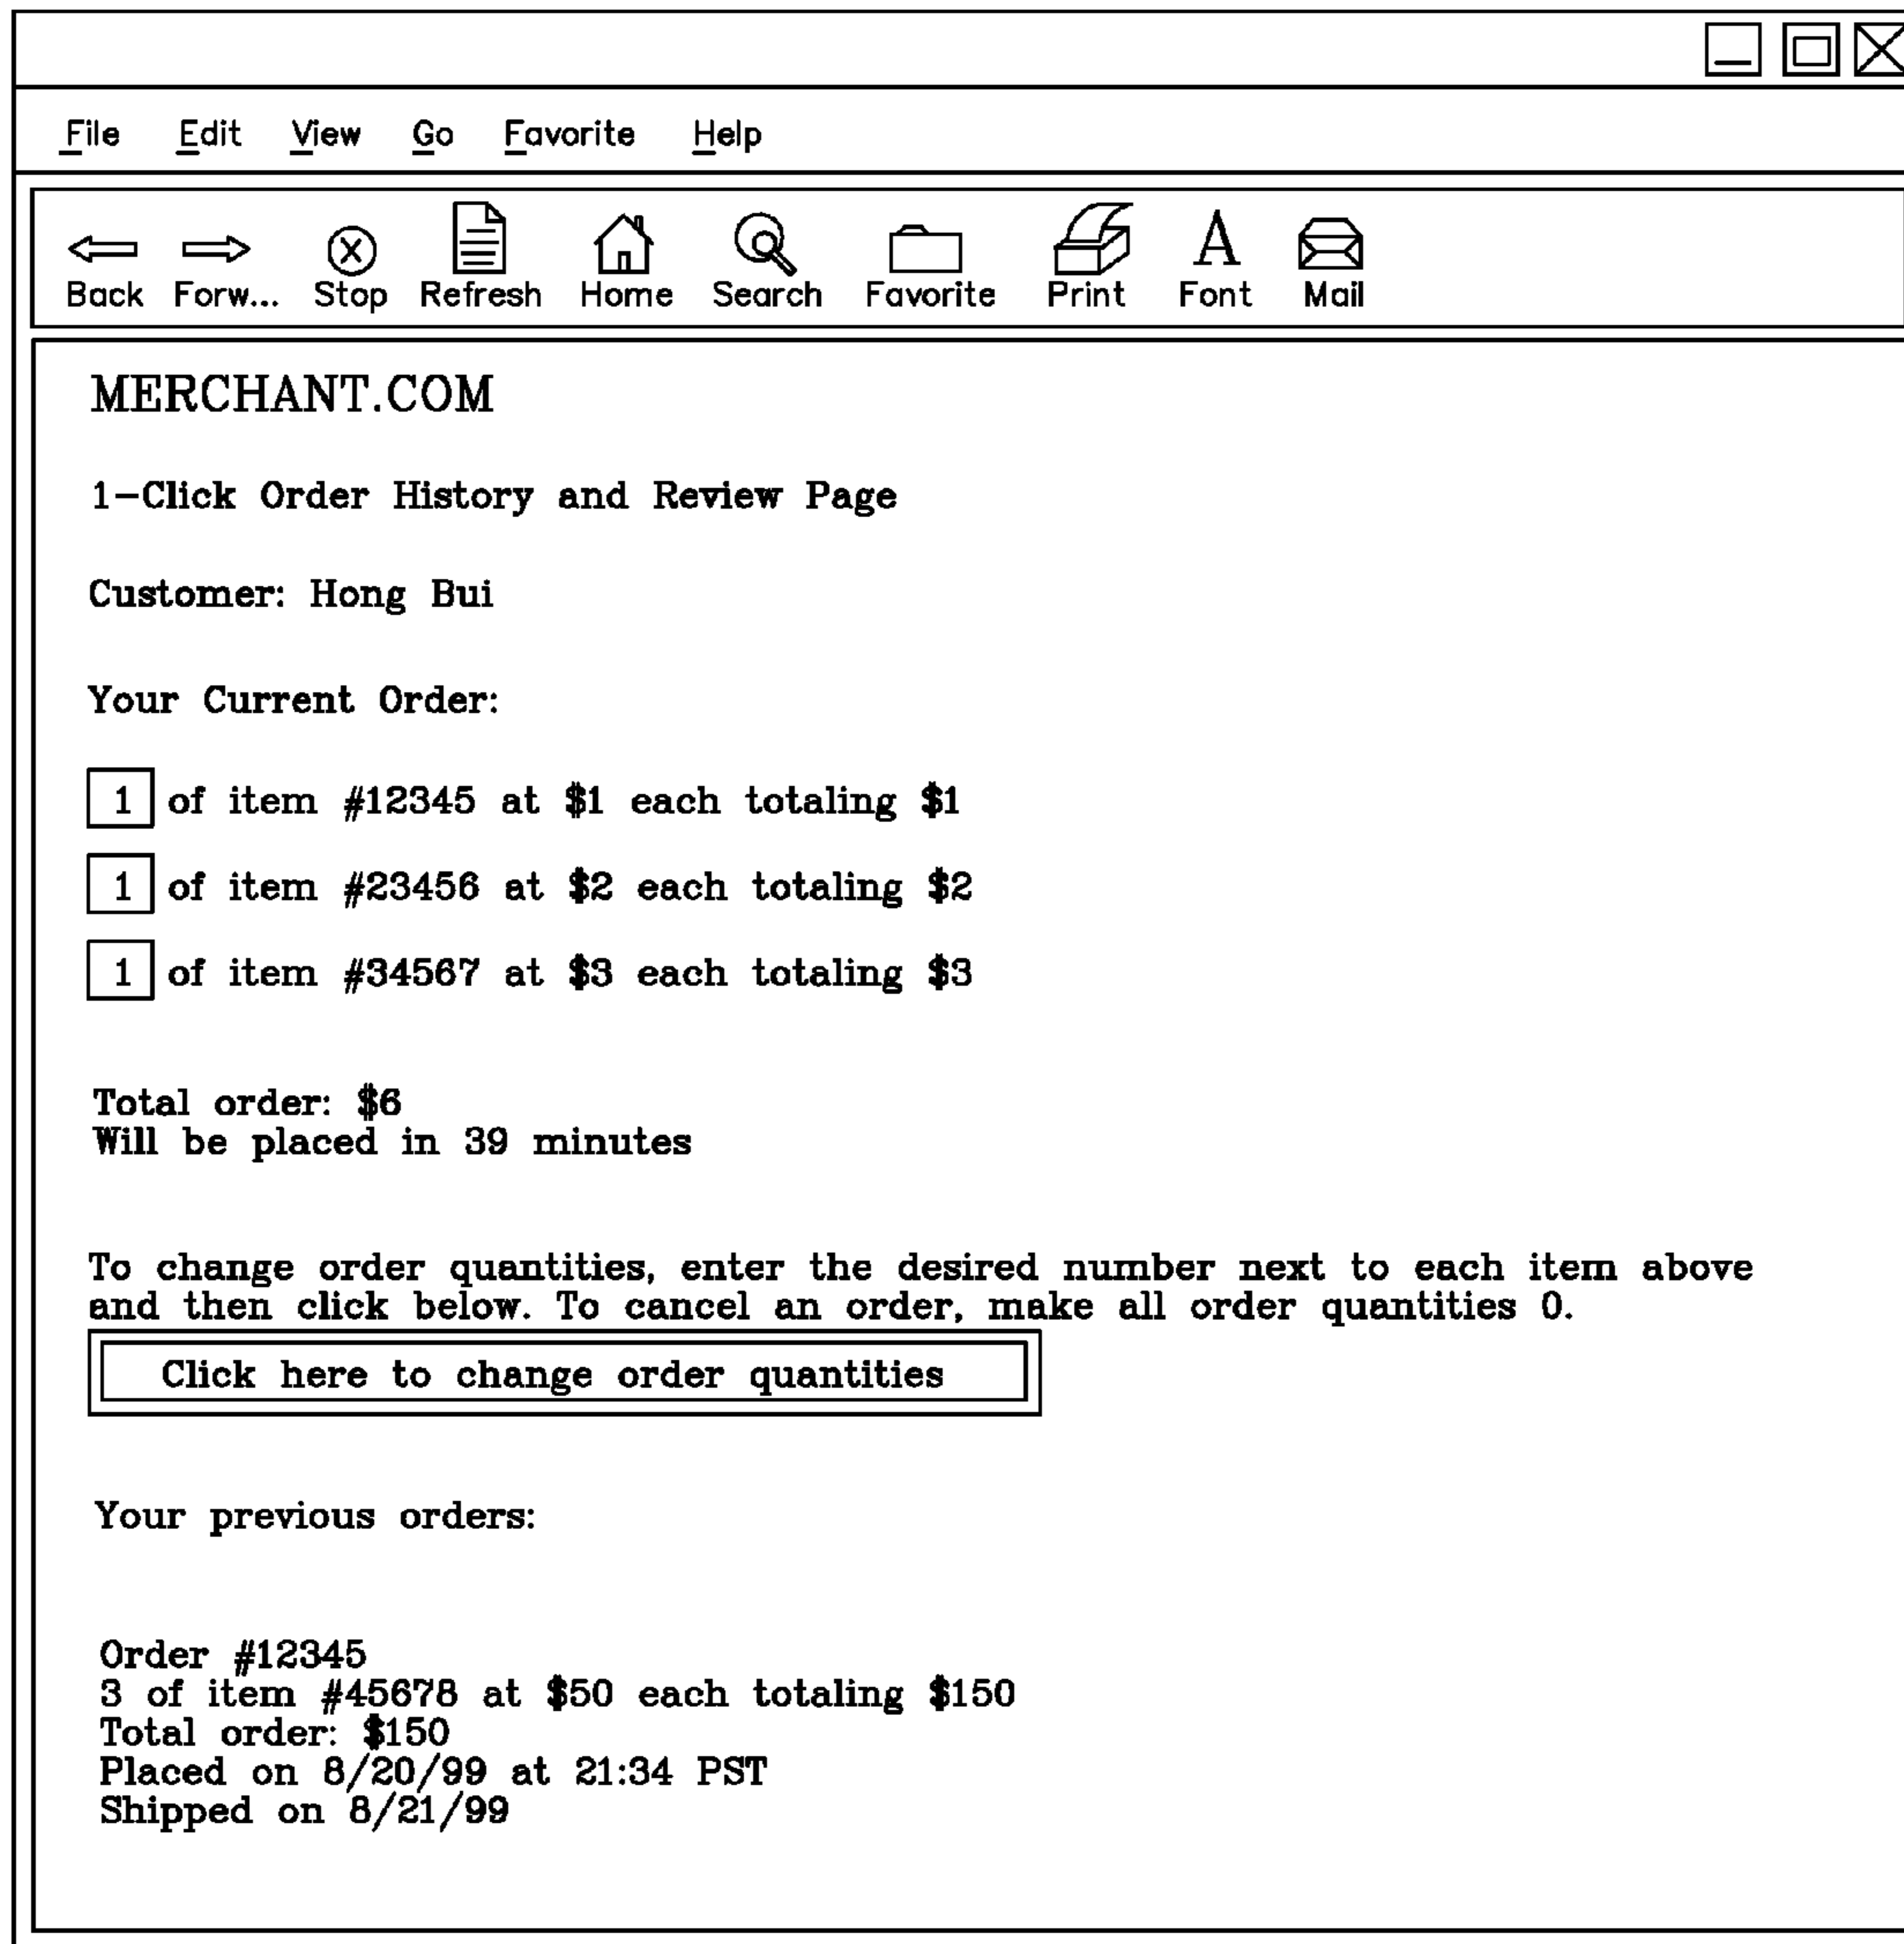 File Edit View Go Favorite Help
Back Forw... Stop Refresh Home Search Favorite Print Font Mail
MERCHANT.COM
1-Click Order History and Review Page
Customer: Hong Bui
Your Current Order:
1 of item #12345 at $1 each totaling $1
1 of item #23456 at $2 each totaling $2
1 of item #34567 at $3 each totaling $3
Total order: $6
Will be placed in 39 minutes
To change order quantities, enter the desired number next to each item above
and then click below. To cancel an order, make all order quantities 0.
Click here to change order quantities
Your previous orders:
Order #12345
3 of item #45678 at $50 each totaling $150
Total order: $150
Placed on 8/20/99 at 21:34 PST
Shipped on 8/21/99